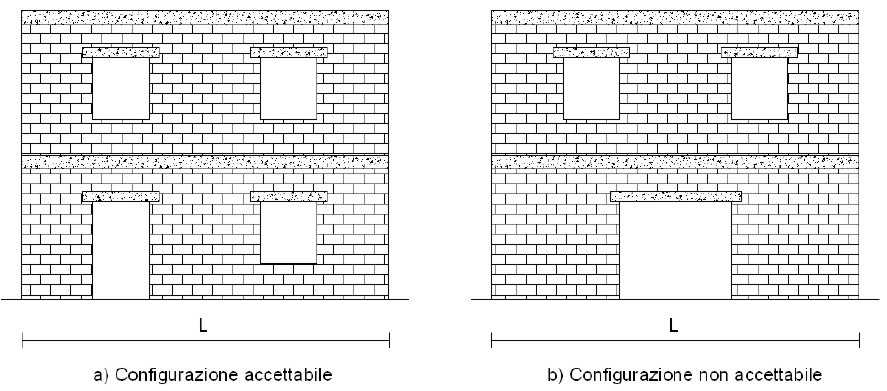 L
L
a) Configurazione accettabile
b) Configurazione non accettabile